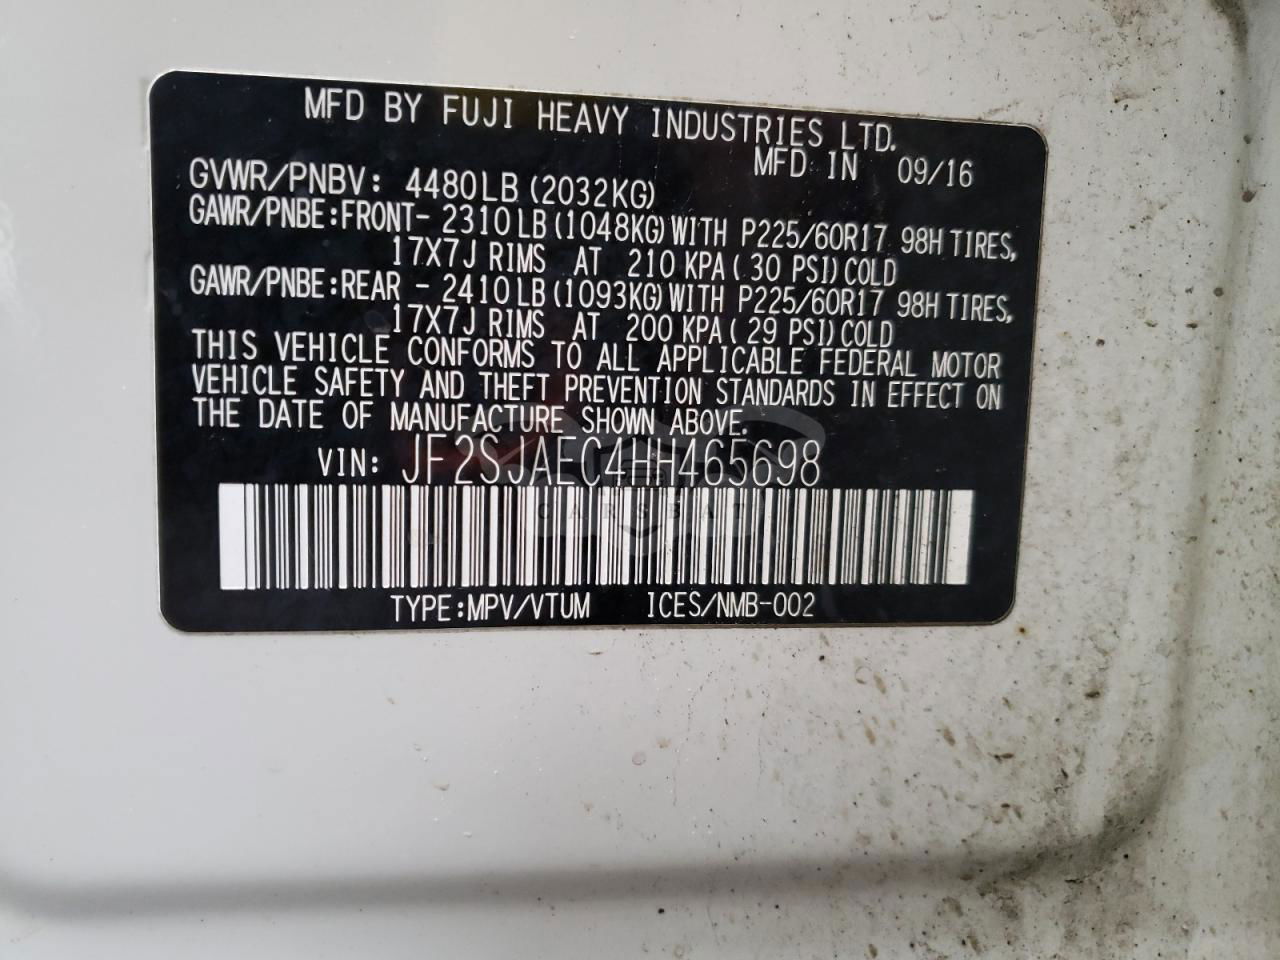 MFD BY FUJI HEAVY INDUSTRIES LTD.
MFD IN 09/16
GVWR/PNBV: 4480LB (2032KG)
GAWR/PNBE:FRONT- 2310LB(1048KG)WITH P225/60R17 98H TIRES,
17X7J RIMS AT 210 KPA( 30 PSI)COLD
GAWR/PNBE:REAR - 2410LB(1093KG)WITH P225/60R17 98H TIRES,
17X7J RIMS AT 200 KPA( 29 PSI)COLD
THIS VEHICLE CONFORMS TO ALL APPLICABLE FEDERAL MOTOR
VEHICLE SAFETY AND THEFT PREVENTION STANDARDS IN EFFECT ON
THE DATE OF MANUFACTURE SHOWN ABOVE.
VIN: JF2SJAEC4HH465698
CARSBAT
TYPE:MPV/VTUM ICES/NMB-002